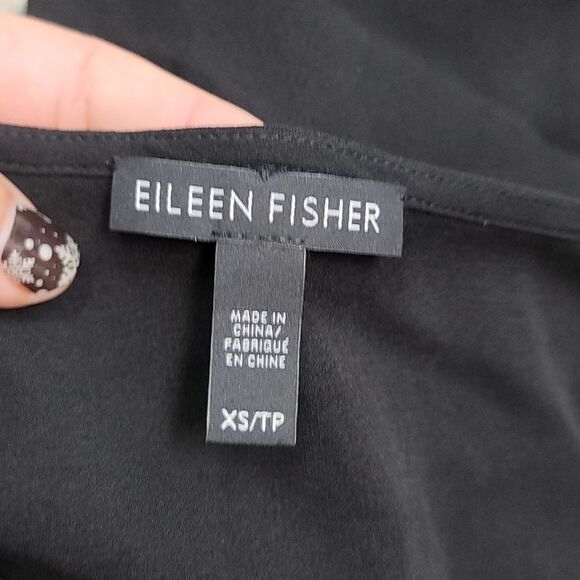 EILEEN FISHER
MADE IN
CHINA/
FABRIQUÉ
EN CHINE
XS/TP